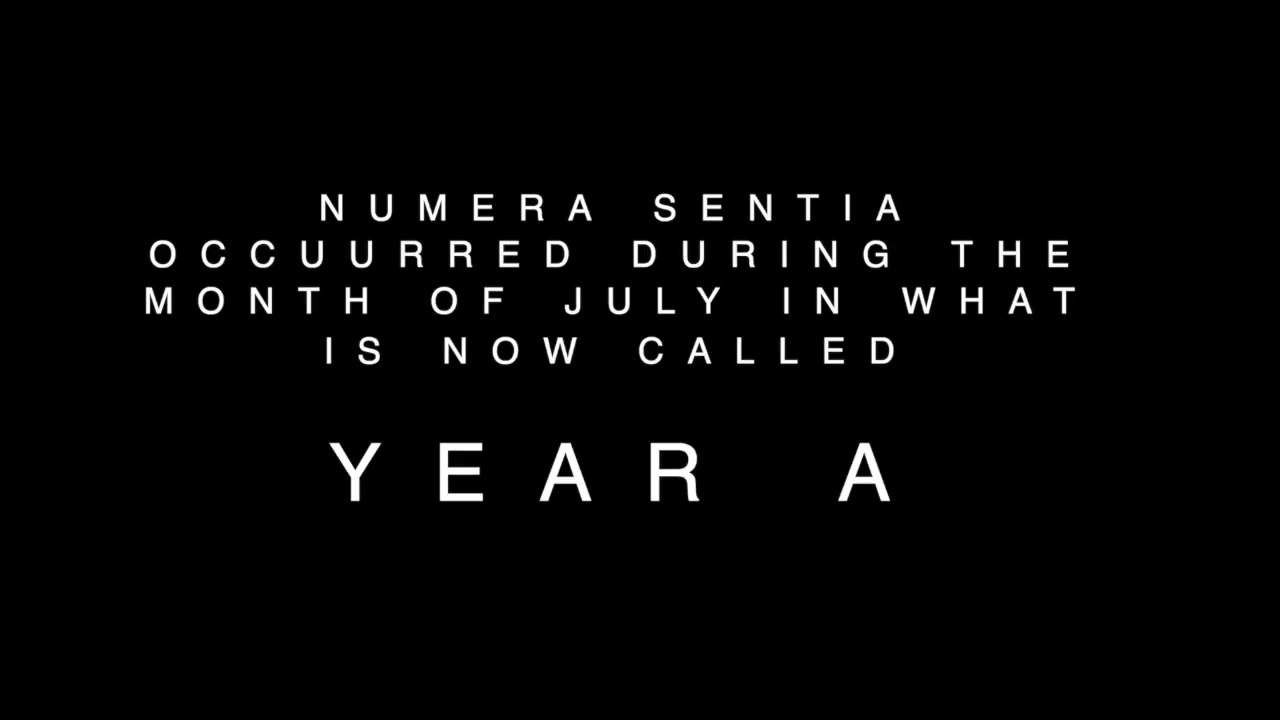 NUMERA SENTIA
OCCUURRED DURING THE
MONTH OF JULY IN WHAT
IS NOW CALLED
YEAR A